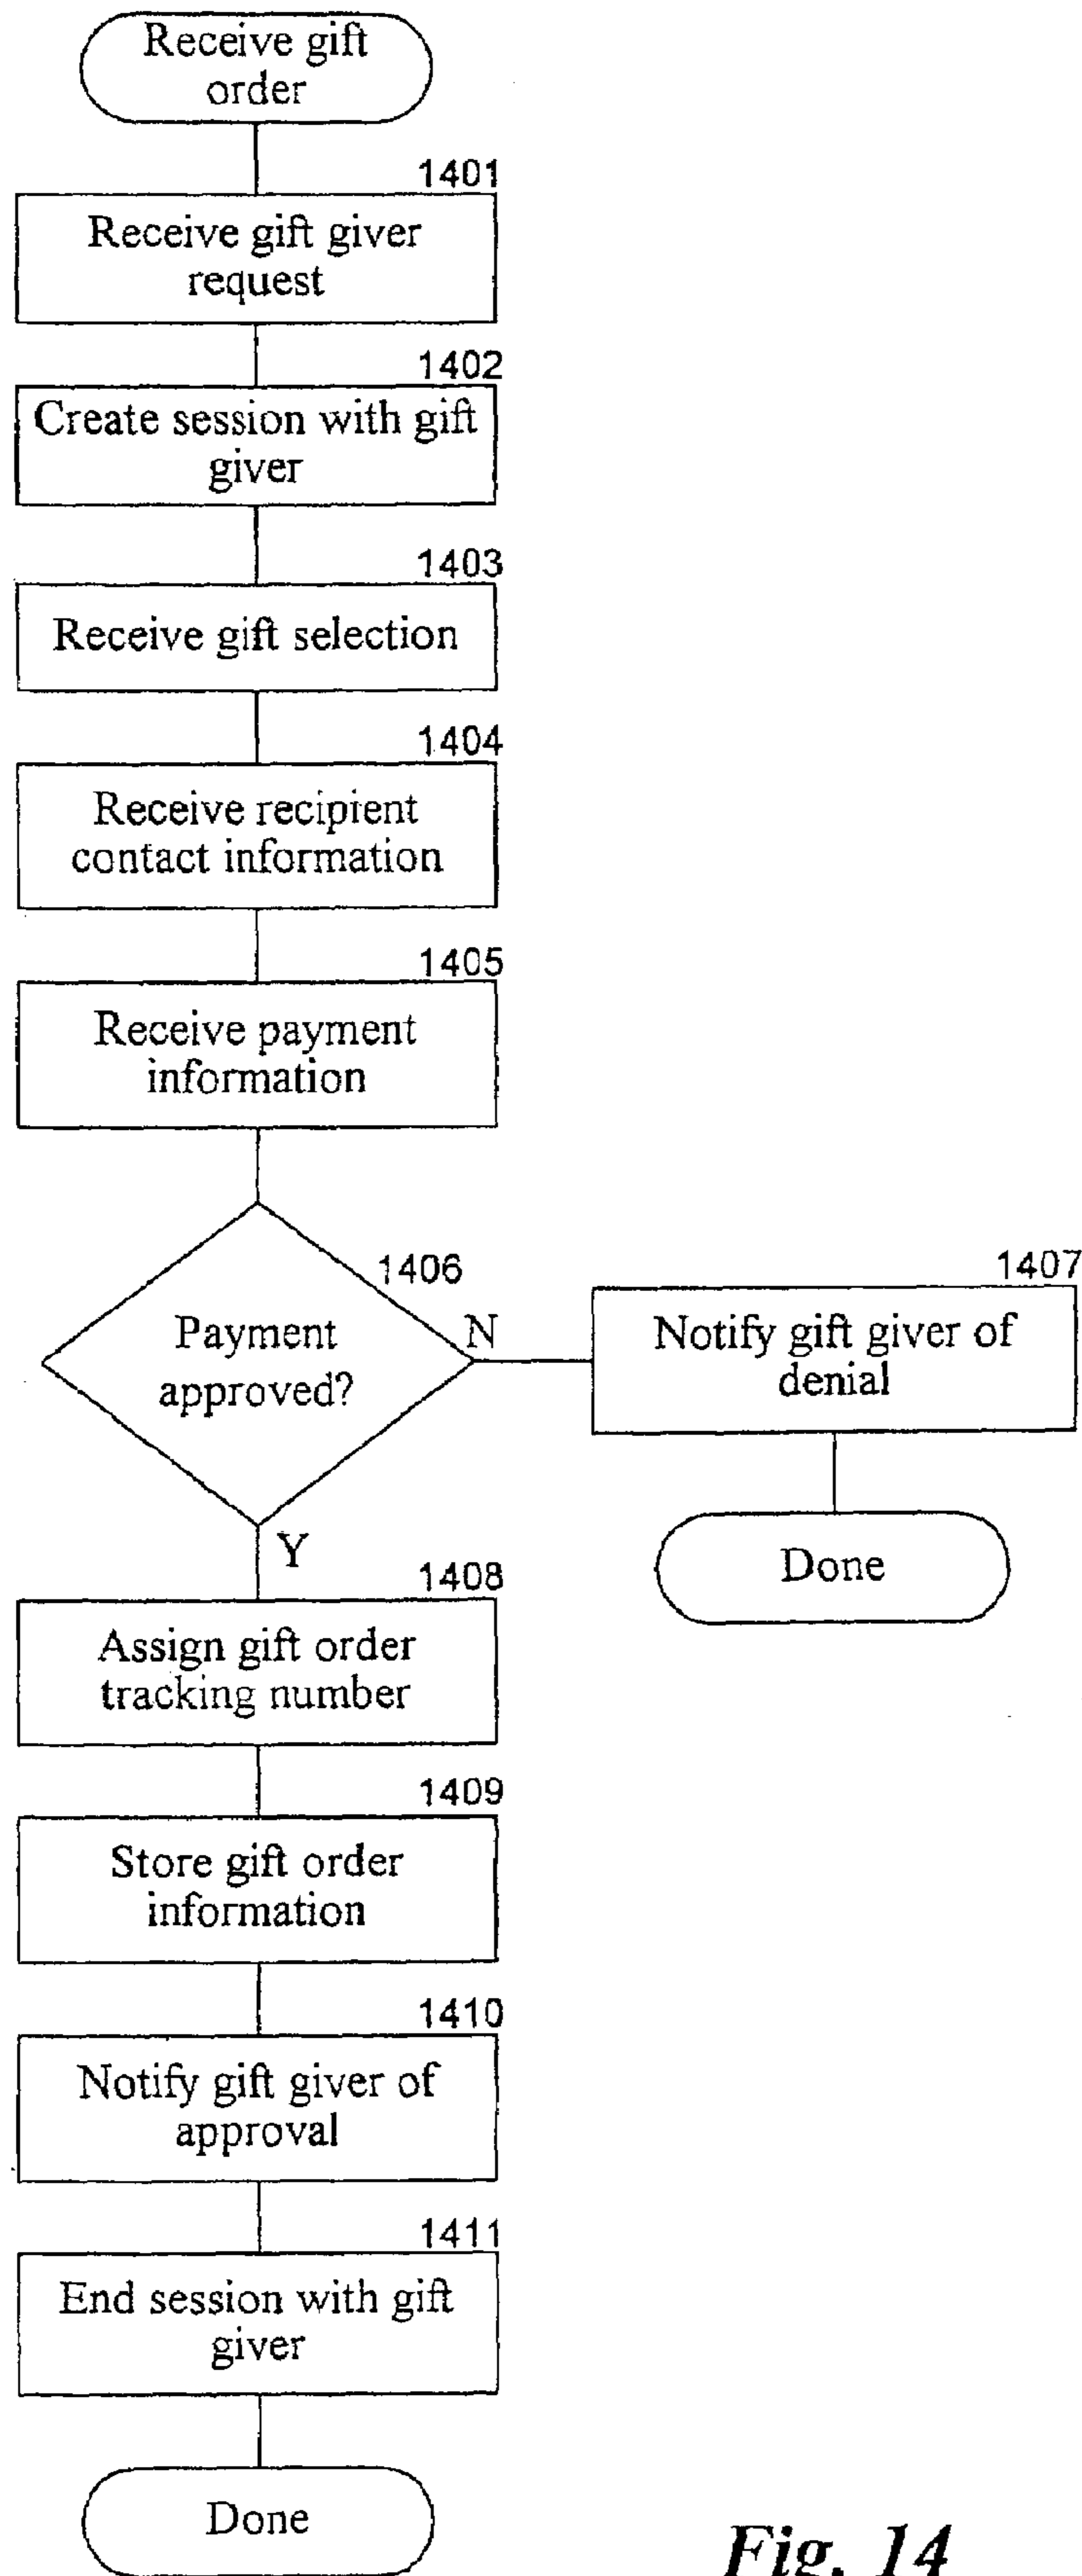 Receive gift
order
1401
Receive gift giver
request
1402
Create session with gift
giver
1403
Receive gift selection
1404
Receive recipient
contact information
1405
Receive payment
information
1406
Payment
approved?
N
1407
Notify gift giver of
denial
Done
Y
1408
Assign gift order
tracking number
1409
Store gift order
information
1410
Notify gift giver of
approval
1411
End session with gift
giver
Done
Fig. 14